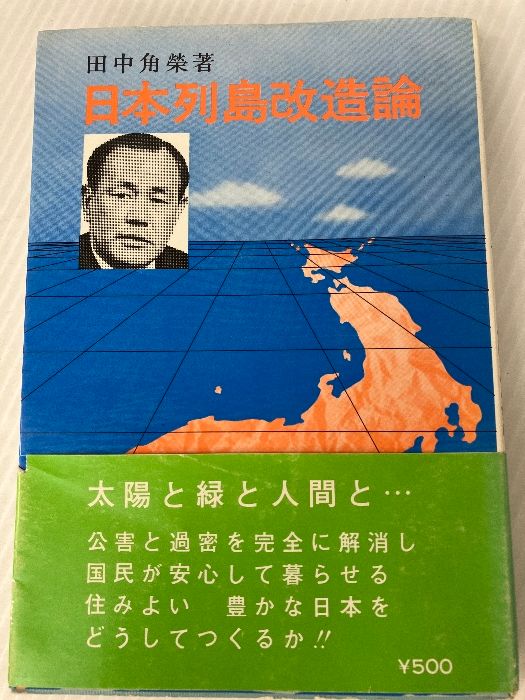 田中角榮著
日本列島改造論
太陽と緑と人間と…
公害と過密を完全に解消し
国民が安心して暮らせる
住みよい　豊かな日本を
どうしてつくるか!!
¥500